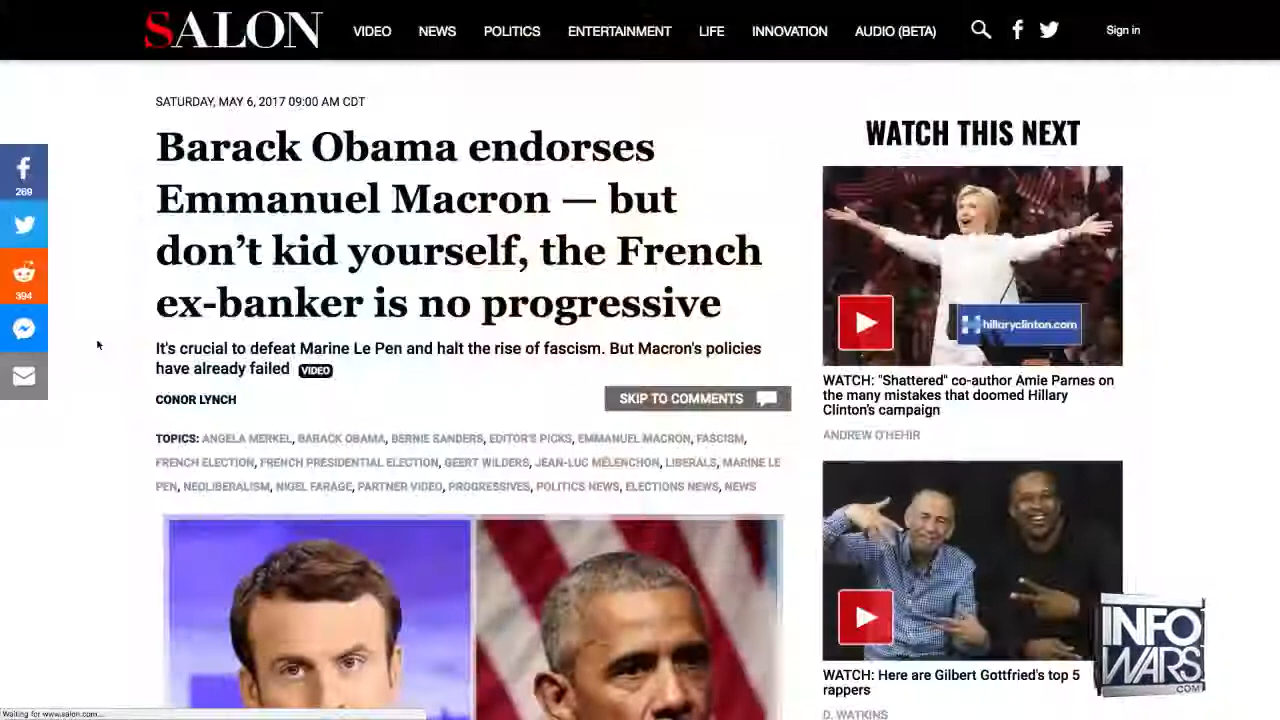 SALON
VIDEO NEWS POLITICS ENTERTAINMENT LIFE INNOVATION AUDIO (BETA) Sign in
SATURDAY, MAY 6, 2017 09:00 AM CDT
Barack Obama endorses
Emmanuel Macron — but
don't kid yourself, the French
ex-banker is no progressive
It's crucial to defeat Marine Le Pen and halt the rise of fascism. But Macron's policies
have already failed VIDEO
CONOR LYNCH
SKIP TO COMMENTS
TOPICS: ANGELA MERKEL, BARACK OBAMA, BERNIE SANDERS, EDITOR'S PICKS, EMMANUEL MACRON, FASCISM,
FRENCH ELECTION, FRENCH PRESIDENTIAL ELECTION, GEERT WILDERS, JEAN-LUC MÉLENCHON, LIBERALS, MARINE LE
PEN, NEOLIBERALISM, NIGEL FARAGE, PARTNER VIDEO, PROGRESSIVES, POLITICS NEWS, ELECTIONS NEWS, NEWS
269
394
WATCH THIS NEXT
hillaryclinton.com
WATCH: "Shattered" co-author Amie Parnes on
the many mistakes that doomed Hillary
Clinton's campaign
ANDREW O'HEHIR
WATCH: Here are Gilbert Gottfried's top 5
rappers
D. WATKINS
INFO
WARS
.COM
Waiting for www.salon.com...